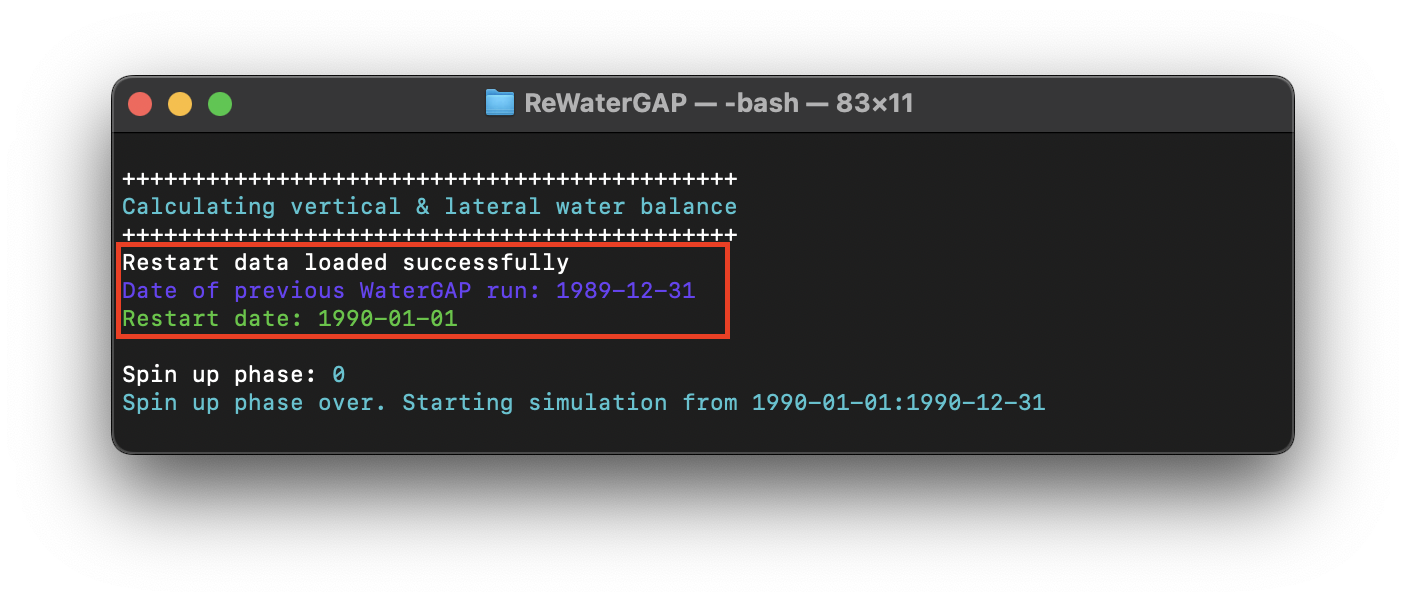 ReWaterGAP — -bash — 83×11
++++++++++++++++++++++++++++++++++++++++++++
Calculating vertical & lateral water balance
++++++++++++++++++++++++++++++++++++++++++++
Restart data loaded successfully
Date of previous WaterGAP run: 1989-12-31
Restart date: 1990-01-01
Spin up phase: 0
Spin up phase over. Starting simulation from 1990-01-01:1990-12-31